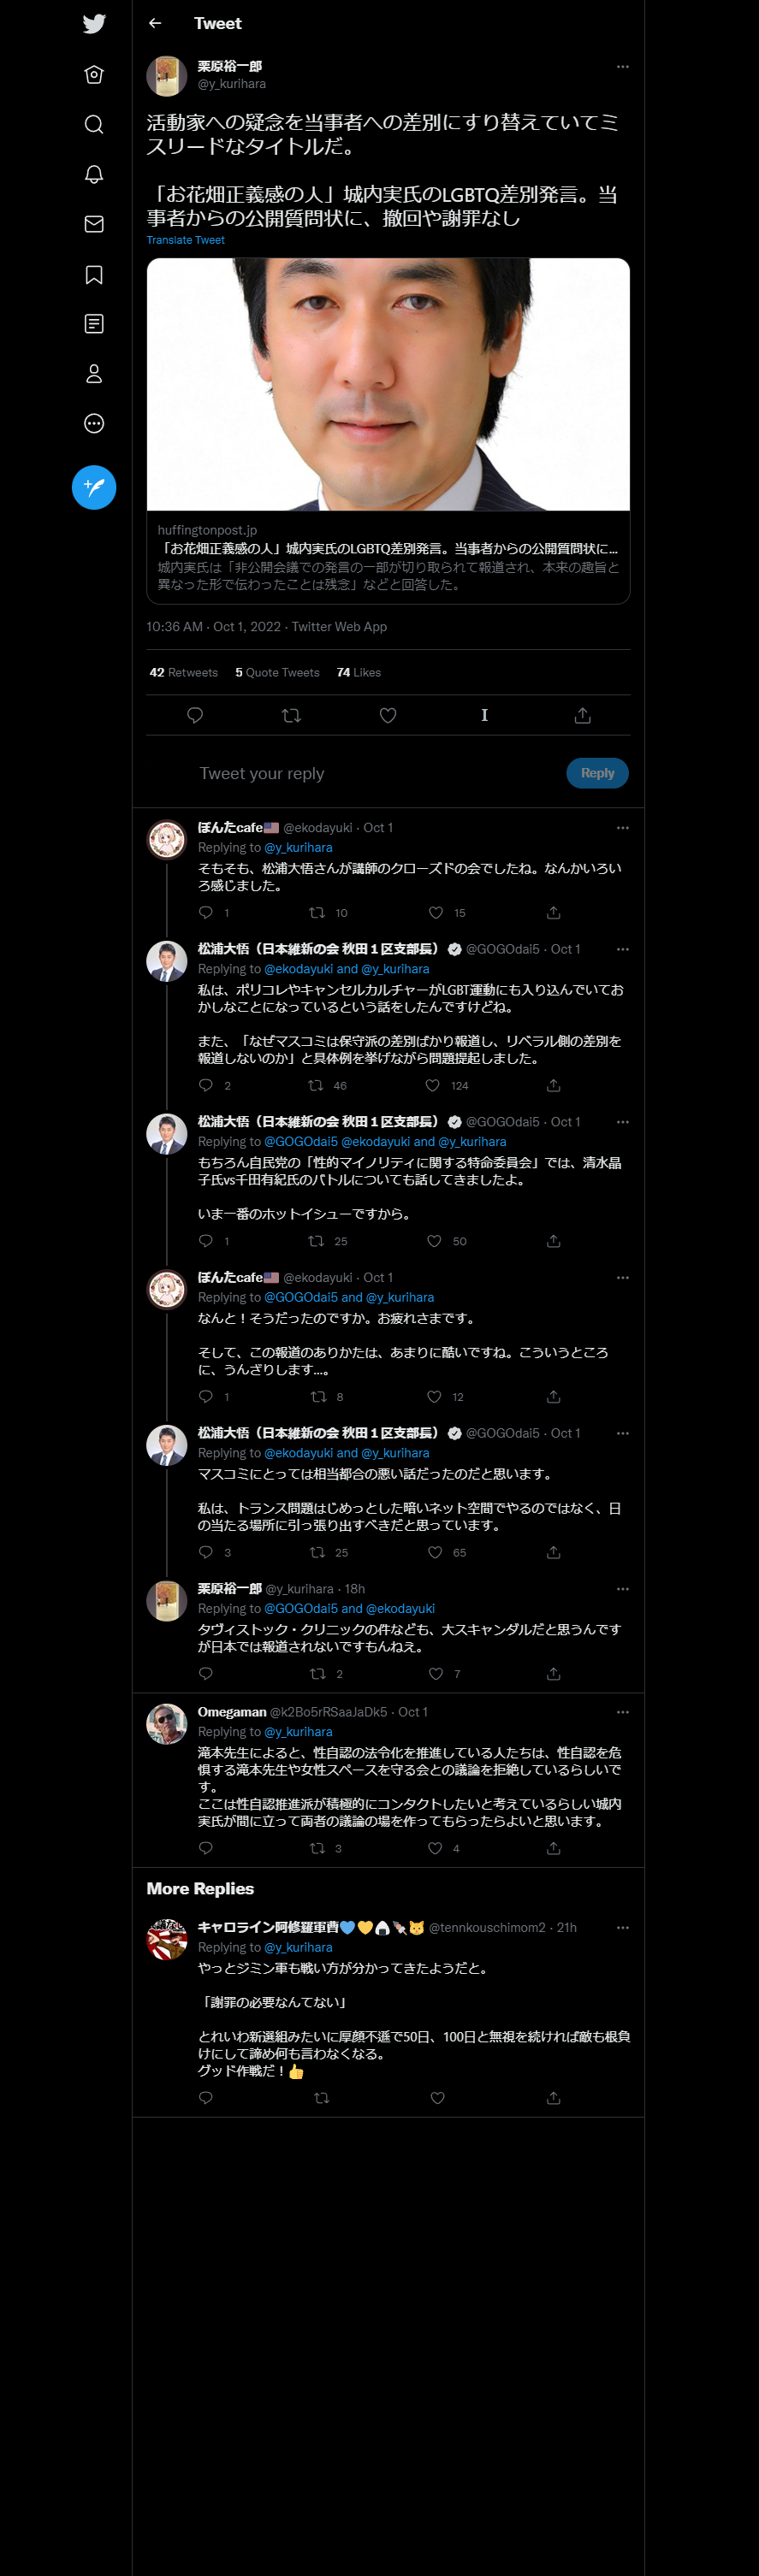 Tweet
栗原裕一郎
@y_kurihara
活動家への疑念を当事者への差別にすり替えていてミ
スリードなタイトルだ。
「お花畑正義感の人」城内実氏のLGBTQ差別発言。当
事者からの公開質問状に、撤回や謝罪なし
Translate Tweet
huffingtonpost.jp
「お花畑正義感の人」城内実氏のLGBTQ差別発言。当事者からの公開質問状に...
城内実氏は「非公開会議での発言の一部が切り取られて報道され、本来の趣旨と
異なった形で伝わったことは残念」などと回答した。
10:36 AM · Oct 1, 2022 · Twitter Web App
42 Retweets 5 Quote Tweets 74 Likes
Tweet your reply
Reply
ぽんたcafe🇺🇸 @ekodayuki · Oct 1
Replying to @y_kurihara
そもそも、松浦大悟さんが講師のクローズドの会でしたね。なんかいろい
ろ感じました。
1 10 15
松浦大悟（日本維新の会 秋田１区支部長） @GOGOdai5 · Oct 1
Replying to @ekodayuki and @y_kurihara
私は、ポリコレやキャンセルカルチャーがLGBT運動にも入り込んでいてお
かしなことになっているという話をしたんですけどね。
また、「なぜマスコミは保守派の差別ばかり報道し、リベラル側の差別を
報道しないのか」と具体例を挙げながら問題提起しました。
2 46 124
松浦大悟（日本維新の会 秋田１区支部長） @GOGOdai5 · Oct 1
Replying to @GOGOdai5 @ekodayuki and @y_kurihara
もちろん自民党の「性的マイノリティに関する特命委員会」では、清水晶
子氏vs千田有紀氏のバトルについても話してきましたよ。
いま一番のホットイシューですから。
1 25 50
ぽんたcafe🇺🇸 @ekodayuki · Oct 1
Replying to @GOGOdai5 and @y_kurihara
なんと！そうだったのですか。お疲れさまです。
そして、この報道のありかたは、あまりに酷いですね。こういうところ
に、うんざりします...。
1 8 12
松浦大悟（日本維新の会 秋田１区支部長） @GOGOdai5 · Oct 1
Replying to @ekodayuki and @y_kurihara
マスコミにとっては相当都合の悪い話だったのだと思います。
私は、トランス問題はじめっとした暗いネット空間でやるのではなく、日
の当たる場所に引っ張り出すべきだと思っています。
3 25 65
栗原裕一郎 @y_kurihara · 18h
Replying to @GOGOdai5 and @ekodayuki
タヴィストック・クリニックの件なども、大スキャンダルだと思うんです
が日本では報道されないですもんねえ。
2 7
Omegaman @k2Bo5rRSaaJaDk5 · Oct 1
Replying to @y_kurihara
滝本先生によると、性自認の法令化を推進している人たちは、性自認を危
惧する滝本先生や女性スペースを守る会との議論を拒絶しているらしいで
す。
ここは性自認推進派が積極的にコンタクトしたいと考えているらしい城内
実氏が間に立って両者の議論の場を作ってもらったらよいと思います。
3 4
More Replies
キャロライン阿修羅軍曹💙💛🍙🍢🐱 @tennkouschimom2 · 21h
Replying to @y_kurihara
やっとジミン軍も戦い方が分かってきたようだと。
「謝罪の必要なんてない」
とれいわ新選組みたいに厚顔不遜で50日、100日と無視を続ければ敵も根負
けにして諦め何も言わなくなる。
グッド作戦だ！👍